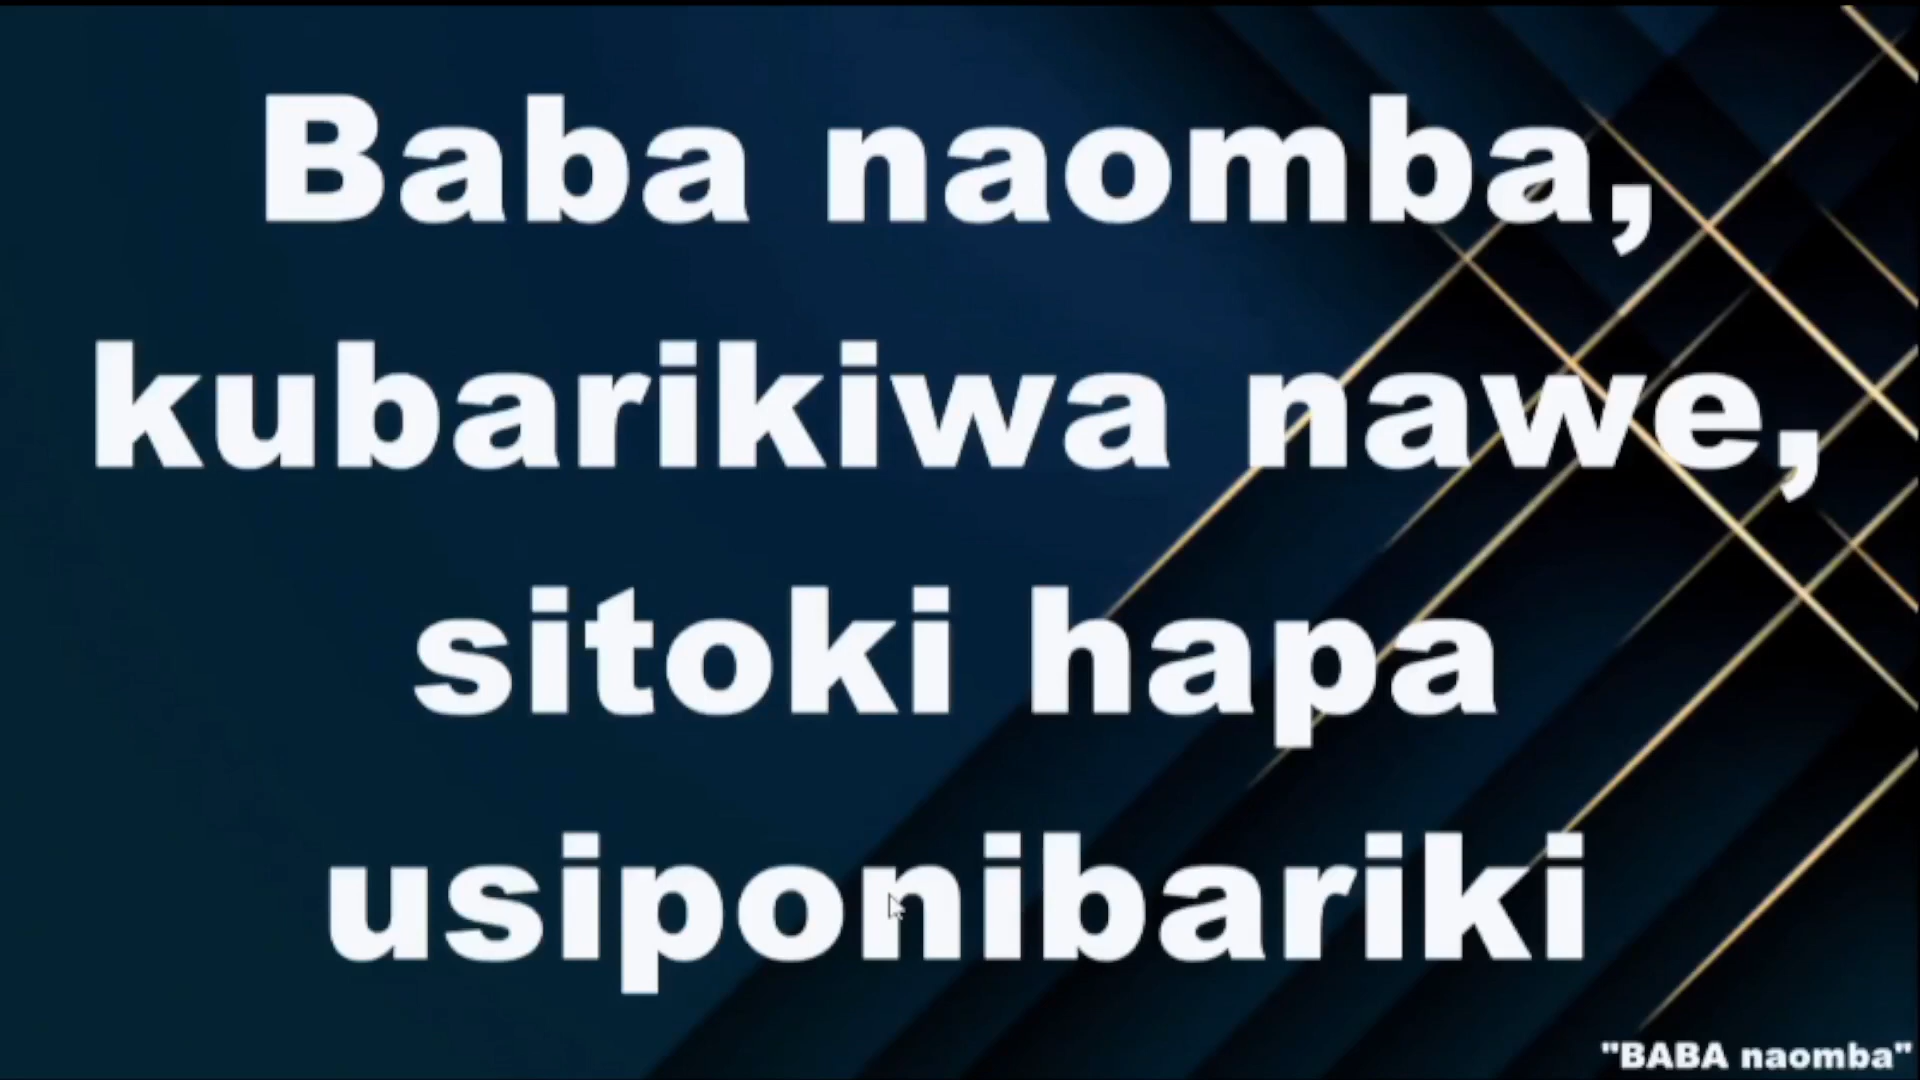 Baba naomba,
kubarikiwa nawe,
sitoki hapa
usiponibariki
"BABA naomba"